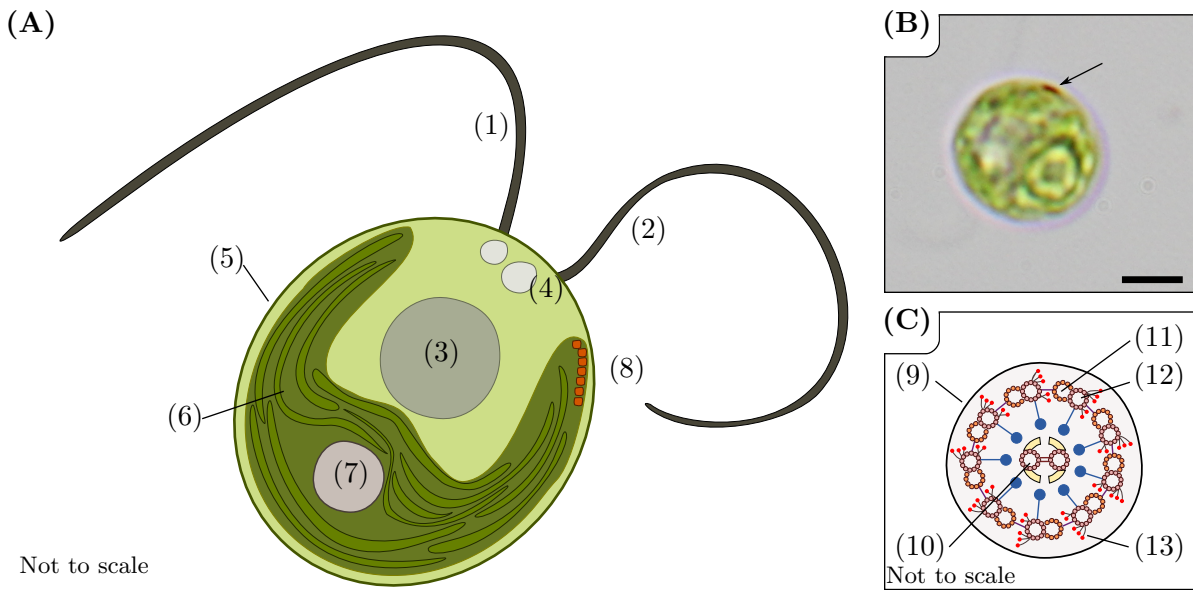 (A)
(1)
(2)
(3)
(4)
(5)
(6)
(7)
(8)
Not to scale
(B)
(C)
(9)
(10)
(11)
(12)
(13)
Not to scale